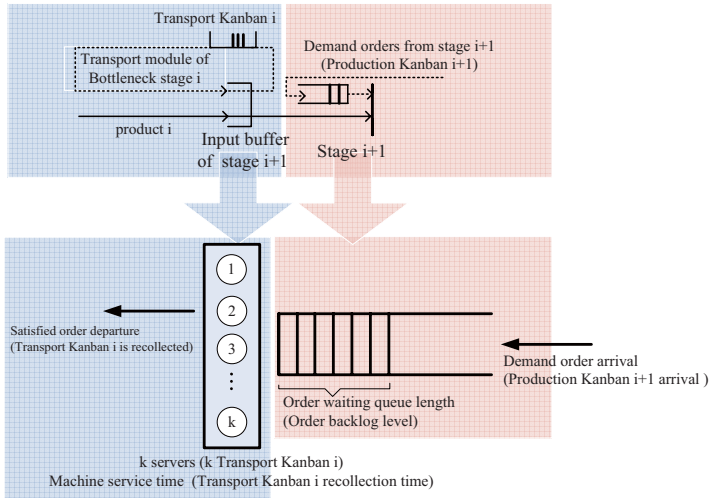 Transport Kanban i
Transport module of
Bottleneck stage i
Demand orders from stage i+1
(Production Kanban i+1)
product i
Input buffer
of stage i+1
Stage i+1
1
2
3
k
Satisfied order departure
(Transport Kanban i is recollected)
Demand order arrival
(Production Kanban i+1 arrival )
Order waiting queue length
(Order backlog level)
k servers (k Transport Kanban i)
Machine service time (Transport Kanban i recollection time)